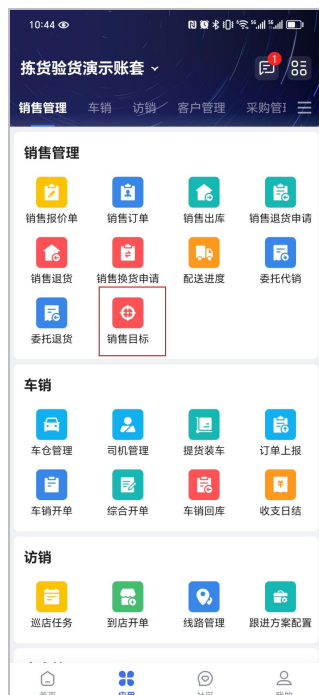 10:44
拣货验货演示账套
1
销售管理 车销 访销 客户管理 采购管理
销售管理
销售报价单 销售订单 销售出库 销售退货申请
销售退货 销售换货申请 配送进度 委托代销
委托退货 销售目标
车销
车仓管理 司机管理 提货装车 订单上报
车销开单 综合开单 车销回库 收支日结
访销
巡店任务 到店开单 线路管理 跟进方案配置